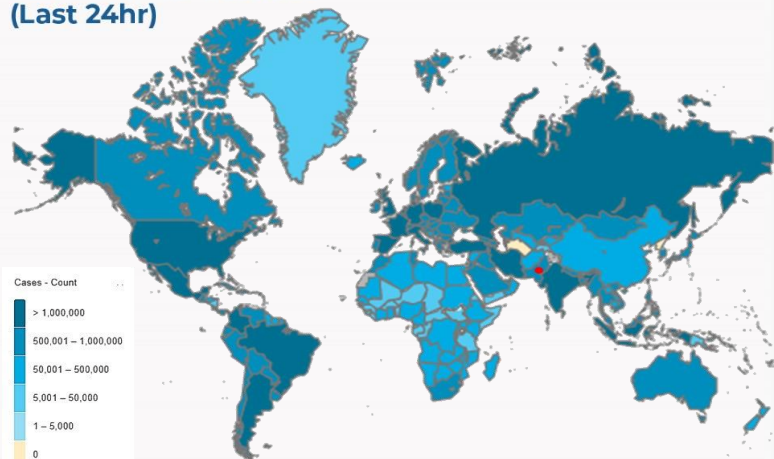 (Last 24hr)
Cases - Count
> 1,000,000
500,001 – 1,000,000
50,001 – 500,000
5,001 – 50,000
1 – 5,000
0